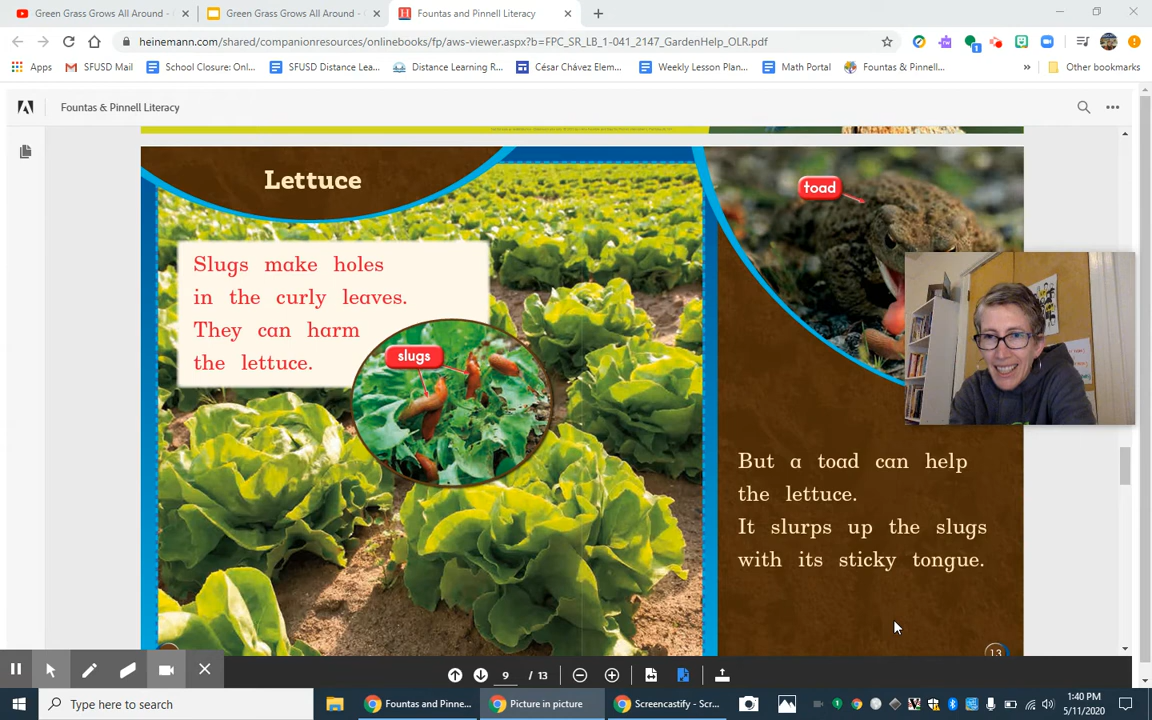 Green Grass Grows All Around -
Green Grass Grows All Around -
Fountas and Pinnell Literacy
heinemann.com/shared/companionresources/onlinebooks/fp/aws-viewer.aspx?b=FPC_SR_LB_1-041_2147_GardenHelp_OLR.pdf
Apps
SFUSD Mail
School Closure: Onl...
SFUSD Distance Lea...
Distance Learning R...
César Chávez Elem...
Weekly Lesson Plan...
Math Portal
Fountas & Pinnell...
Other bookmarks
Fountas & Pinnell Literacy
Lettuce
toad
Slugs make holes
in the curly leaves.
They can harm
the lettuce.
slugs
But a toad can help
the lettuce.
It slurps up the slugs
with its sticky tongue.
13
9 / 13
Type here to search
Fountas and Pinne...
Picture in picture
Screencastify - Scr...
1:40 PM
5/11/2020